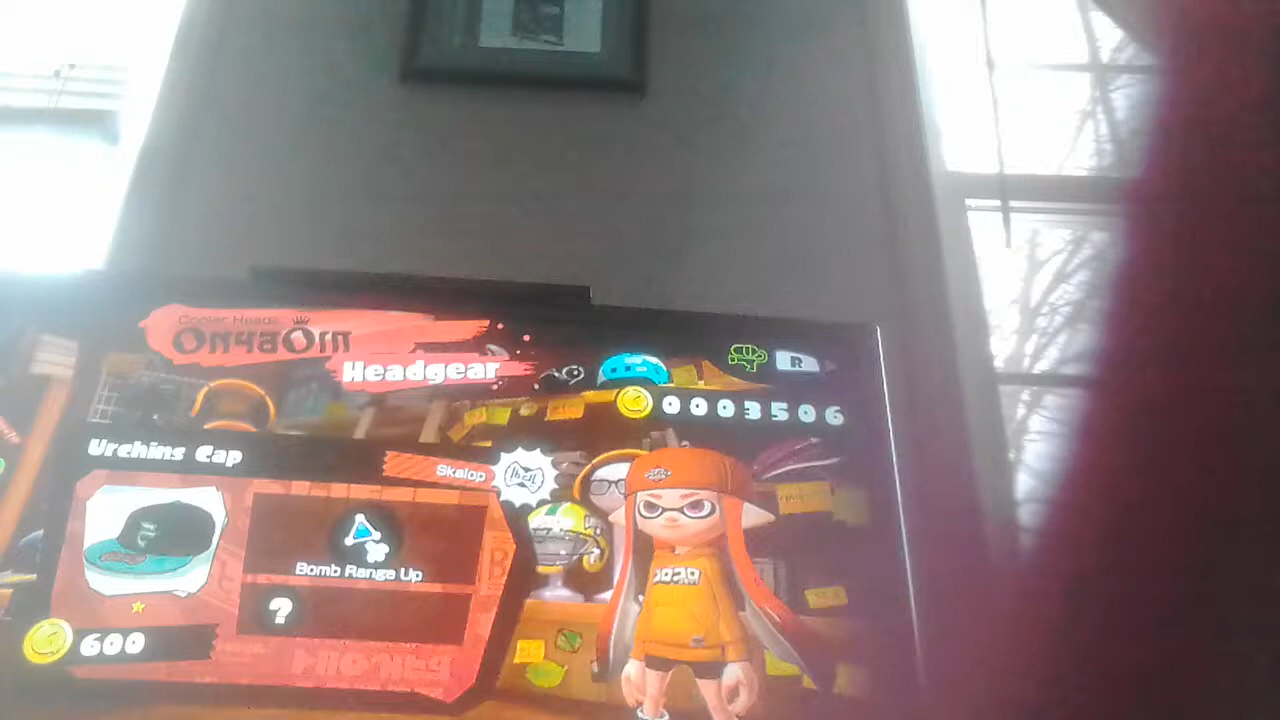 Cooler Heads
Headgear
R
0003506
Urchins Cap
Skalop
Bomb Range Up
?
600